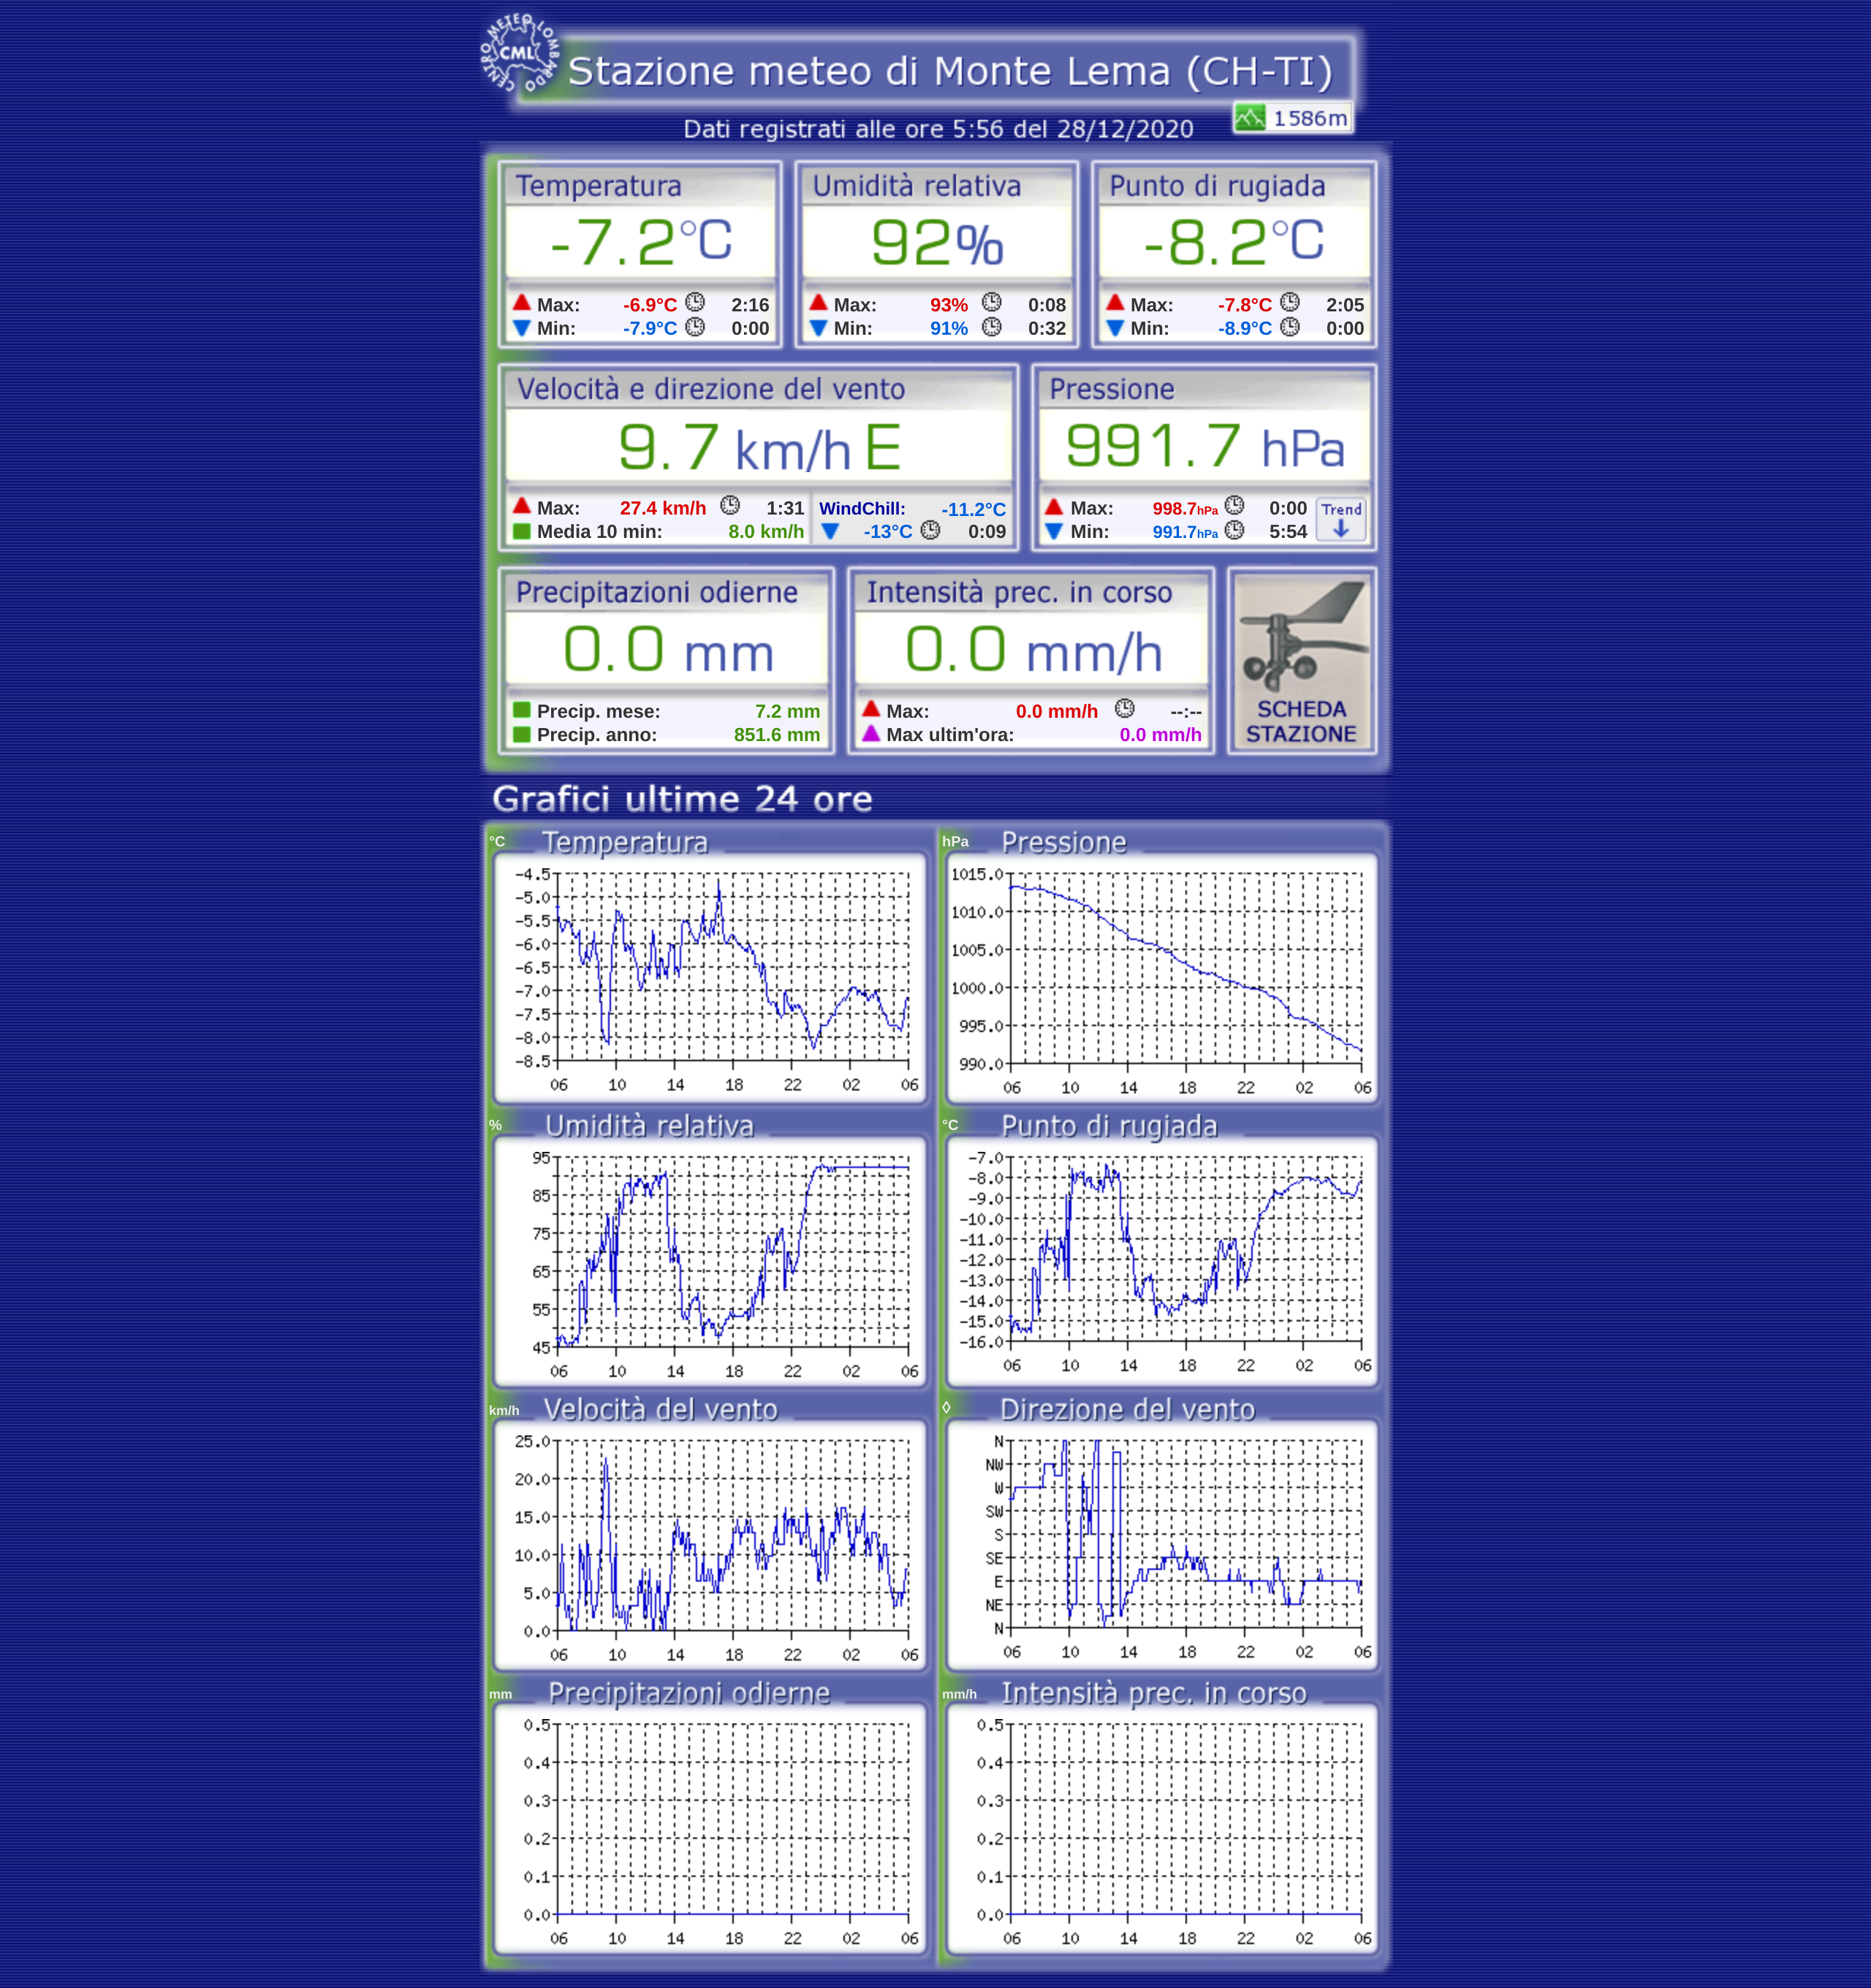 CENTRO METEO LOMBARDO
CML
Stazione meteo di Monte Lema (CH-TI)
1586m
Dati registrati alle ore 5:56 del 28/12/2020
Temperatura
-7.2°C
Max: -6.9°C 2:16
Min: -7.9°C 0:00
Umidità relativa
92%
Max: 93% 0:08
Min: 91% 0:32
Punto di rugiada
-8.2°C
Max: -7.8°C 2:05
Min: -8.9°C 0:00
Velocità e direzione del vento
9.7 km/h E
Max: 27.4 km/h 1:31
Media 10 min: 8.0 km/h
WindChill: -11.2°C
-13°C 0:09
Pressione
991.7 hPa
Max: 998.7hPa 0:00
Min: 991.7hPa 5:54
Trend
Precipitazioni odierne
0.0 mm
Precip. mese: 7.2 mm
Precip. anno: 851.6 mm
Intensità prec. in corso
0.0 mm/h
Max: 0.0 mm/h --:--
Max ultim'ora: 0.0 mm/h
SCHEDA
STAZIONE
Grafici ultime 24 ore
°C Temperatura
-4.5
-5.0
-5.5
-6.0
-6.5
-7.0
-7.5
-8.0
-8.5
06 10 14 18 22 02 06
hPa Pressione
1015.0
1010.0
1005.0
1000.0
995.0
990.0
06 10 14 18 22 02 06
% Umidità relativa
95
85
75
65
55
45
06 10 14 18 22 02 06
°C Punto di rugiada
-7.0
-8.0
-9.0
-10.0
-11.0
-12.0
-13.0
-14.0
-15.0
-16.0
06 10 14 18 22 02 06
km/h Velocità del vento
25.0
20.0
15.0
10.0
5.0
0.0
06 10 14 18 22 02 06
◊ Direzione del vento
N
NW
W
SW
S
SE
E
NE
N
06 10 14 18 22 02 06
mm Precipitazioni odierne
0.5
0.4
0.3
0.2
0.1
0.0
06 10 14 18 22 02 06
mm/h Intensità prec. in corso
0.5
0.4
0.3
0.2
0.1
0.0
06 10 14 18 22 02 06